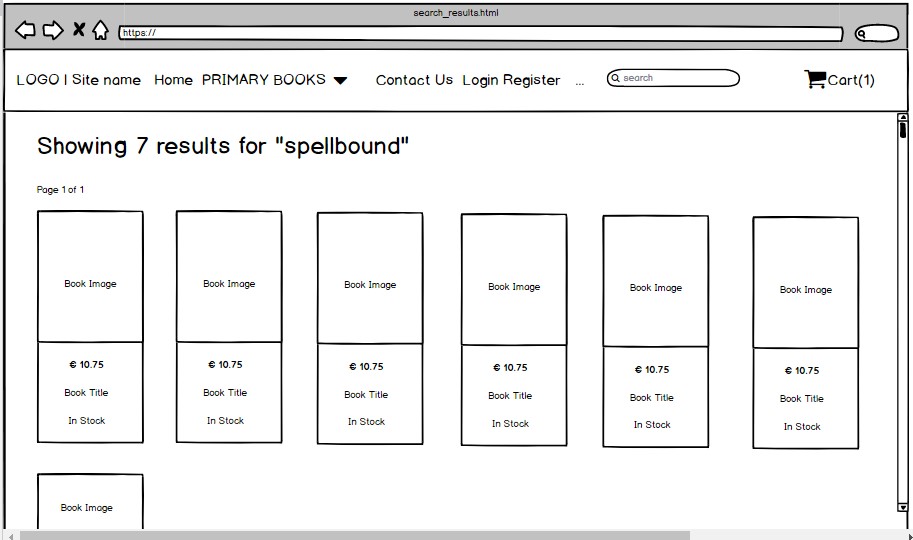 search_results.html
https://
LOGO | Site name Home PRIMARY BOOKS Contact Us Login Register ... search Cart(1)
Showing 7 results for "spellbound"
Page 1 of 1
Book Image Book Image Book Image Book Image Book Image Book Image
€ 10.75 € 10.75 € 10.75 € 10.75 € 10.75 € 10.75
Book Title Book Title Book Title Book Title Book Title Book Title
In Stock In Stock In Stock In Stock In Stock In Stock
Book Image